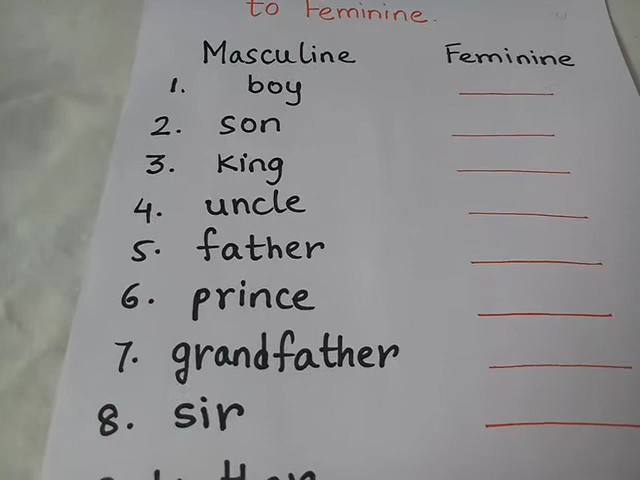 to Feminine.
Masculine Feminine
1. boy
2. son
3. King
4. uncle
5. father
6. prince
7. grandfather
8. sir